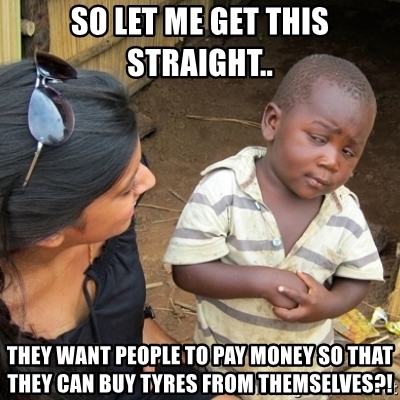 SO LET ME GET THIS
STRAIGHT..
THEY WANT PEOPLE TO PAY MONEY SO THAT
THEY CAN BUY TYRES FROM THEMSELVES?!